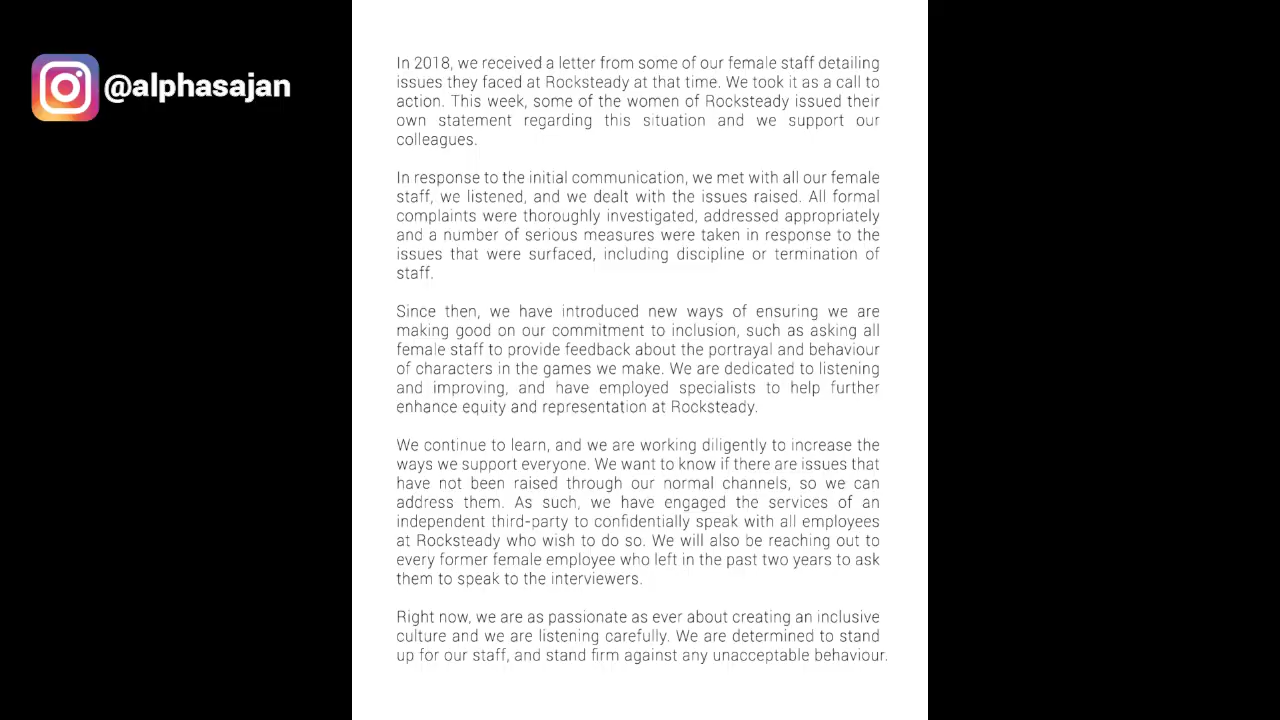 @alphasajan
In 2018, we received a letter from some of our female staff detailing
issues they faced at Rocksteady at that time. We took it as a call to
action. This week, some of the women of Rocksteady issued their
own statement regarding this situation and we support our
colleagues.
In response to the initial communication, we met with all our female
staff, we listened, and we dealt with the issues raised. All formal
complaints were thoroughly investigated, addressed appropriately
and a number of serious measures were taken in response to the
issues that were surfaced, including discipline or termination of
staff.
Since then, we have introduced new ways of ensuring we are
making good on our commitment to inclusion, such as asking all
female staff to provide feedback about the portrayal and behaviour
of characters in the games we make. We are dedicated to listening
and improving, and have employed specialists to help further
enhance equity and representation at Rocksteady.
We continue to learn, and we are working diligently to increase the
ways we support everyone. We want to know if there are issues that
have not been raised through our normal channels, so we can
address them. As such, we have engaged the services of an
independent third-party to confidentially speak with all employees
at Rocksteady who wish to do so. We will also be reaching out to
every former female employee who left in the past two years to ask
them to speak to the interviewers.
Right now, we are as passionate as ever about creating an inclusive
culture and we are listening carefully. We are determined to stand
up for our staff, and stand firm against any unacceptable behaviour.